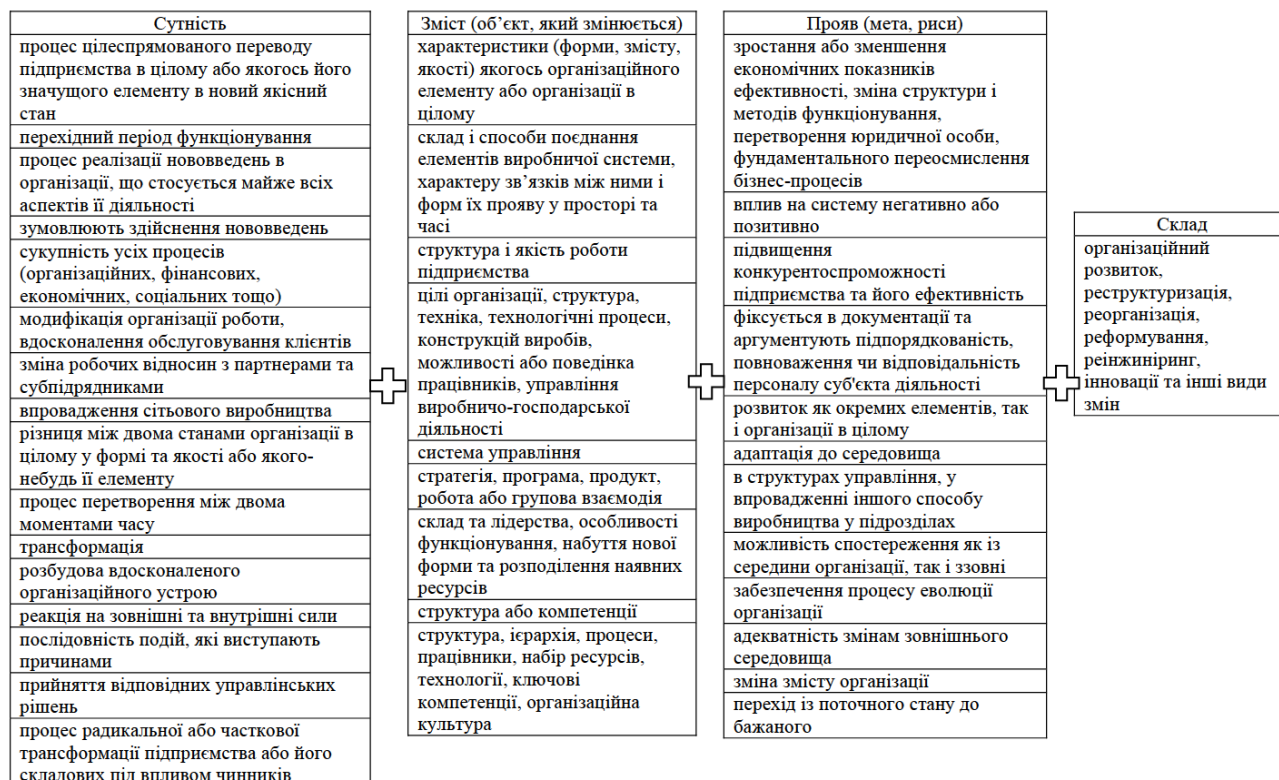 Сутність
процес цілеспрямованого переводу
підприємства в цілому або якогось його
значущого елементу в новий якісний
стан
перехідний період функціонування
процес реалізації нововведень в
організації, що стосується майже всіх
аспектів її діяльності
зумовлюють здійснення нововведень
сукупність усіх процесів
(організаційних, фінансових,
економічних, соціальних тощо)
модифікація організації роботи,
вдосконалення обслуговування клієнтів
зміна робочих відносин з партнерами та
субпідрядниками
впровадження сітьового виробництва
різниця між двома станами організації в
цілому у формі та якості або якого-
небудь її елементу
процес перетворення між двома
моментами часу
трансформація
розбудова вдосконаленого
організаційного устрою
реакція на зовнішні та внутрішні сили
послідовність подій, які виступають
причинами
прийняття відповідних управлінських
рішень
процес радикальної або часткової
трансформації підприємства або його
складових під впливом чинників
Зміст (об’єкт, який змінюється)
характеристики (форми, змісту,
якості) якогось організаційного
елементу або організації в
цілому
склад і способи поєднання
елементів виробничої системи,
характеру зв’язків між ними і
форм їх прояву у просторі та
часі
структура і якість роботи
підприємства
цілі організації, структура,
техніка, технологічні процеси,
конструкцій виробів,
можливості або поведінка
працівників, управління
виробничо-господарської
діяльності
система управління
стратегія, програма, продукт,
робота або групова взаємодія
склад та лідерства, особливості
функціонування, набуття нової
форми та розподілення наявних
ресурсів
структура або компетенції
структура, ієрархія, процеси,
працівники, набір ресурсів,
технології, ключові
компетенції, організаційна
культура
Прояв (мета, риси)
зростання або зменшення
економічних показників
ефективності, зміна структури і
методів функціонування,
перетворення юридичної особи,
фундаментального переосмислення
бізнес-процесів
вплив на систему негативно або
позитивно
підвищення
конкурентоспроможності
підприємства та його ефективність
фіксується в документації та
аргументують підпорядкованість,
повноваження чи відповідальність
персоналу суб'єкта діяльності
розвиток як окремих елементів, так
і організації в цілому
адаптація до середовища
в структурах управління, у
впровадженні іншого способу
виробництва у підрозділах
можливість спостереження як із
середини організації, так і ззовні
забезпечення процесу еволюції
організації
адекватність змінам зовнішнього
середовища
зміна змісту організації
перехід із поточного стану до
бажаного
Склад
організаційний
розвиток,
реструктуризація,
реорганізація,
реформування,
реінжиніринг,
інновації та інші види
змін